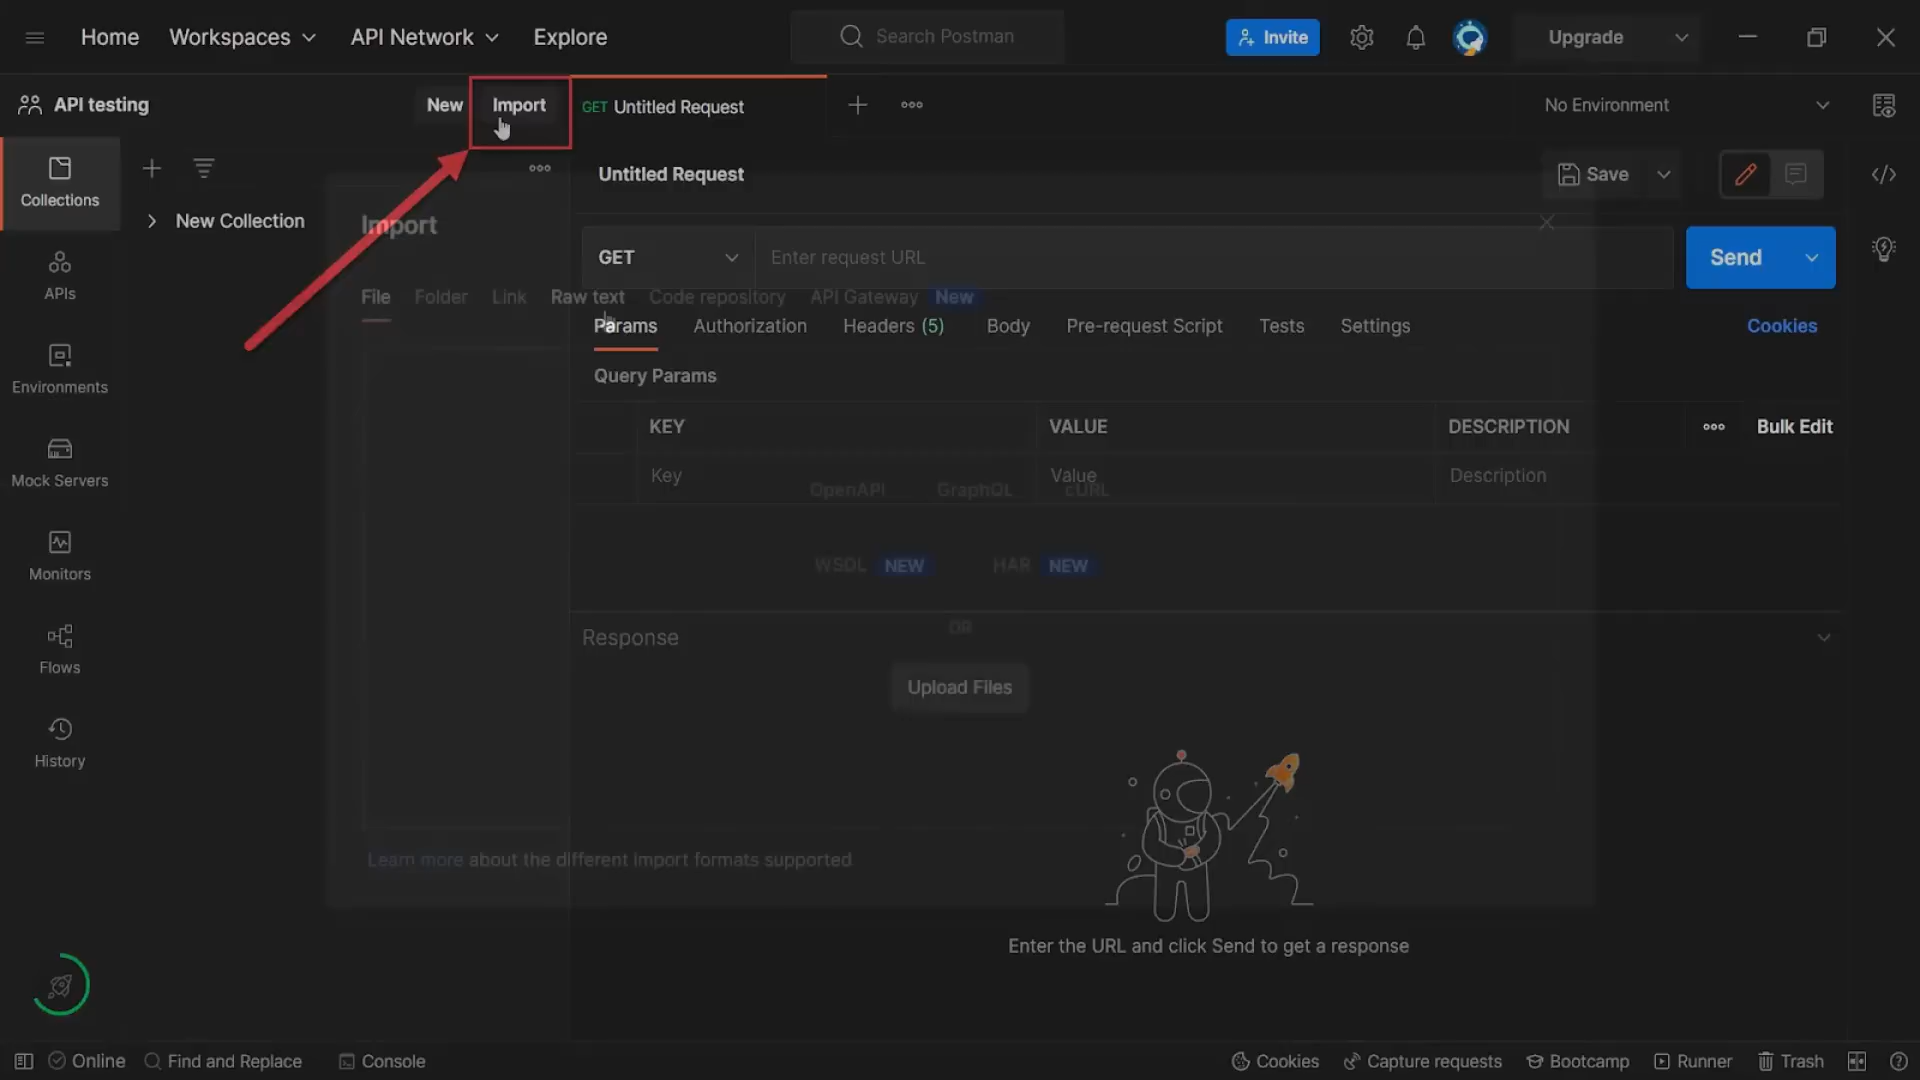 Home Workspaces API Network Explore Search Postman Invite Upgrade
API testing New Import GET Untitled Request No Environment
Collections
Untitled Request Save
New Collection
Import
GET Enter request URL Send
APIs
File Folder Link Raw text Code repository API Gateway New
Params Authorization Headers (5) Body Pre-request Script Tests Settings Cookies
Query Params
Environments
KEY VALUE DESCRIPTION Bulk Edit
Key Value Description
Mock Servers
OpenAPI GraphQL cURL
WSDL NEW HAR NEW
Monitors
OR
Response
Flows
Upload Files
History
Learn more about the different import formats supported
Enter the URL and click Send to get a response
Online Find and Replace Console Cookies Capture requests Bootcamp Runner Trash